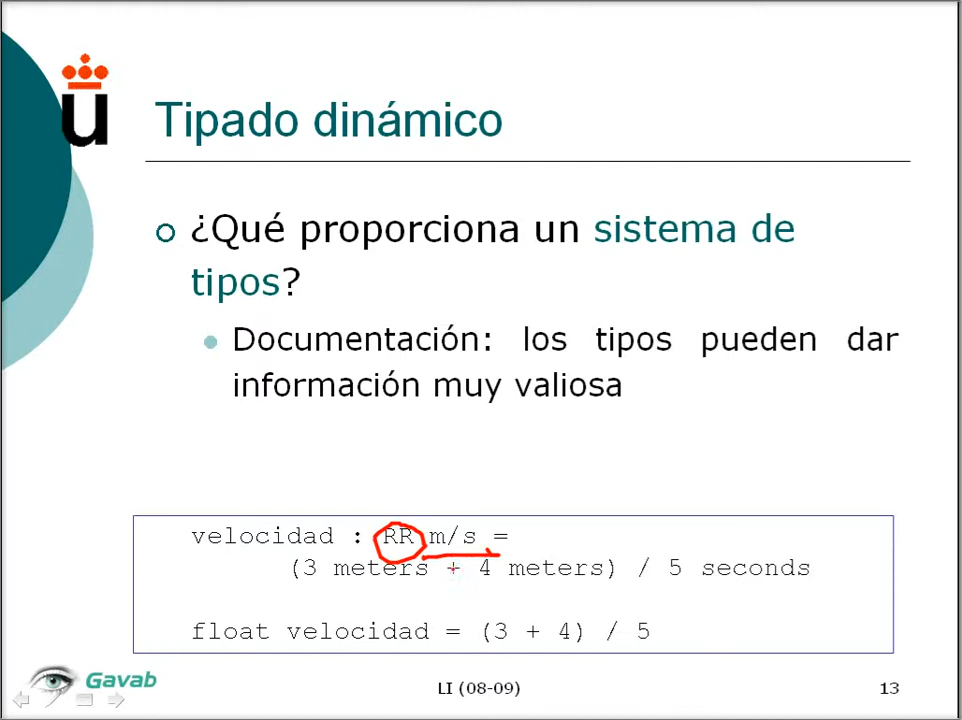 Tipado dinámico
¿Qué proporciona un sistema de
tipos?
Documentación: los tipos pueden dar
información muy valiosa
velocidad : RR m/s =
(3 meters + 4 meters) / 5 seconds
float velocidad = (3 + 4) / 5
Gavab
LI (08-09)
13